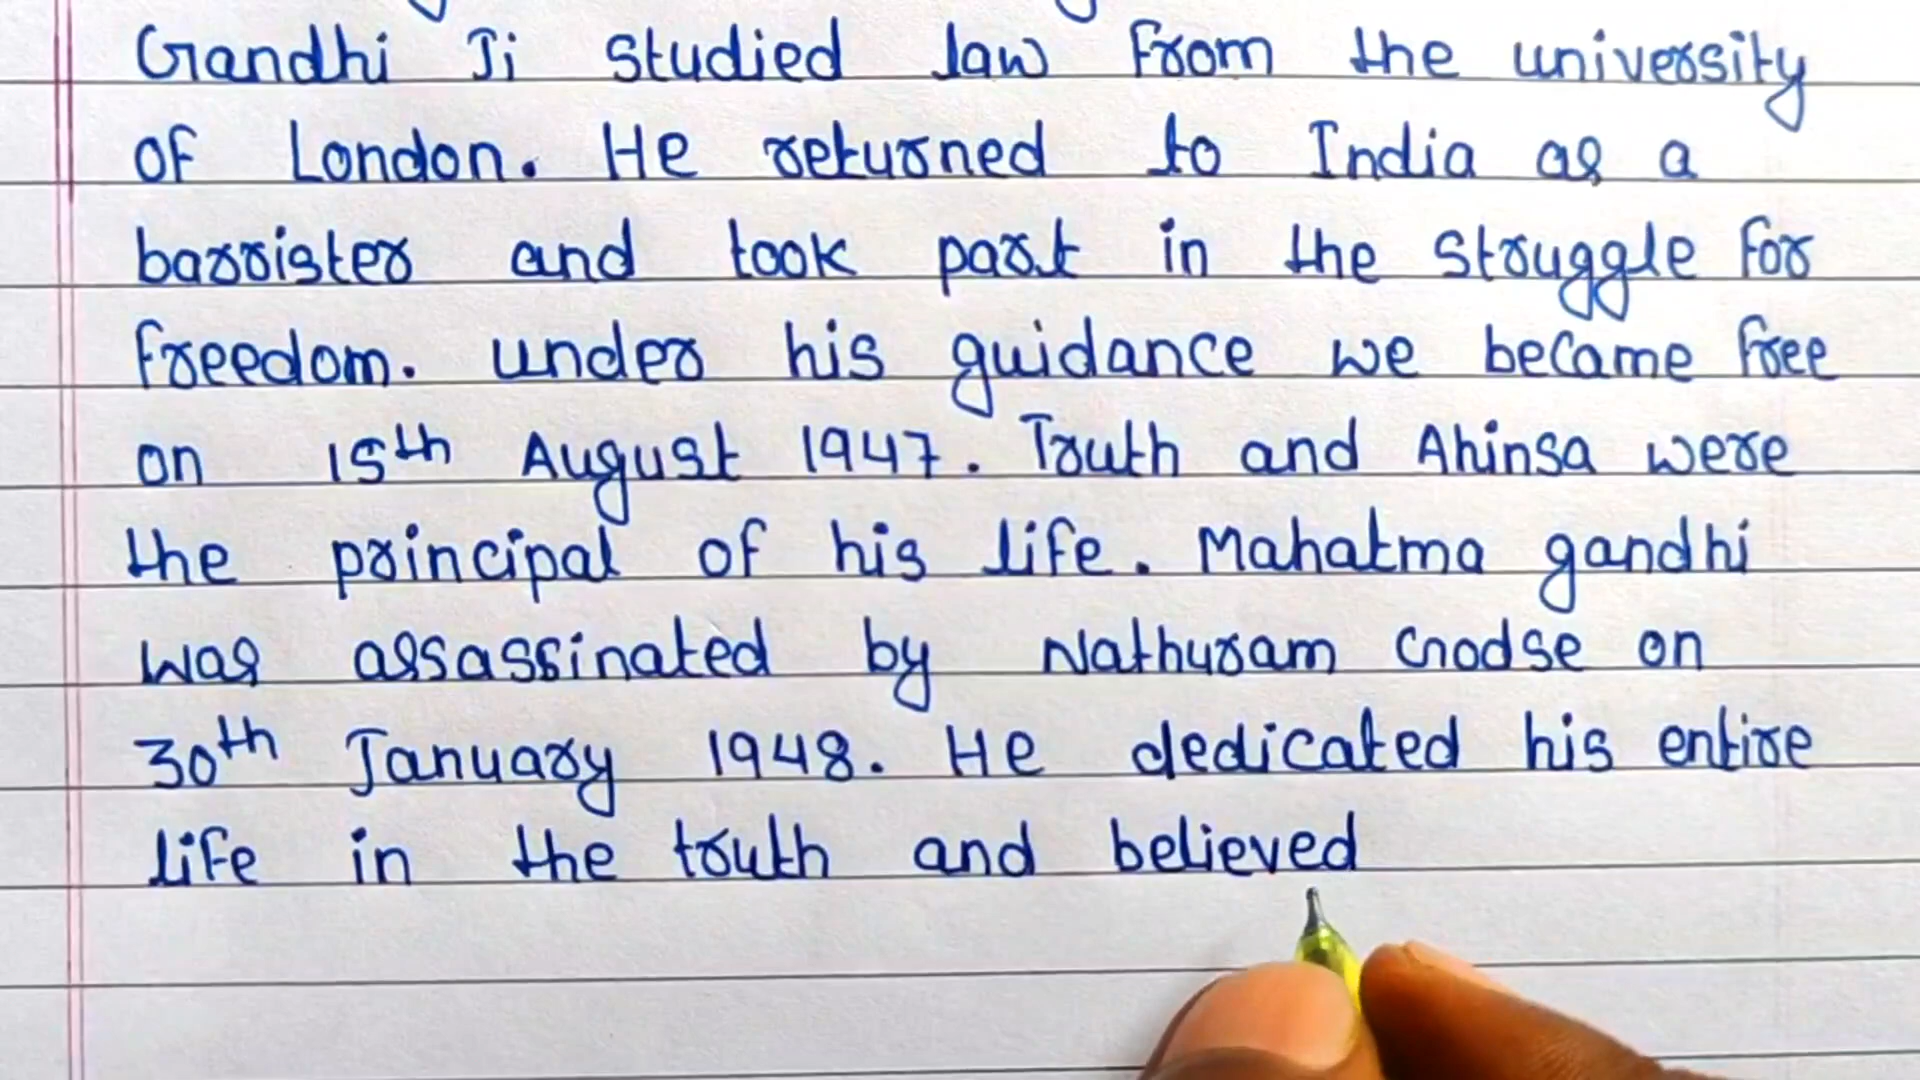 Gandhi Ji studied law from the university
of London. He returned to India as a
barrister and took part in the struggle for
freedom. under his guidance we became free
on 15th August 1947. Truth and Ahinsa were
the principal of his life. Mahatma gandhi
was assassinated by Nathuram Godse on
30th January 1948. He dedicated his entire
life in the truth and believed